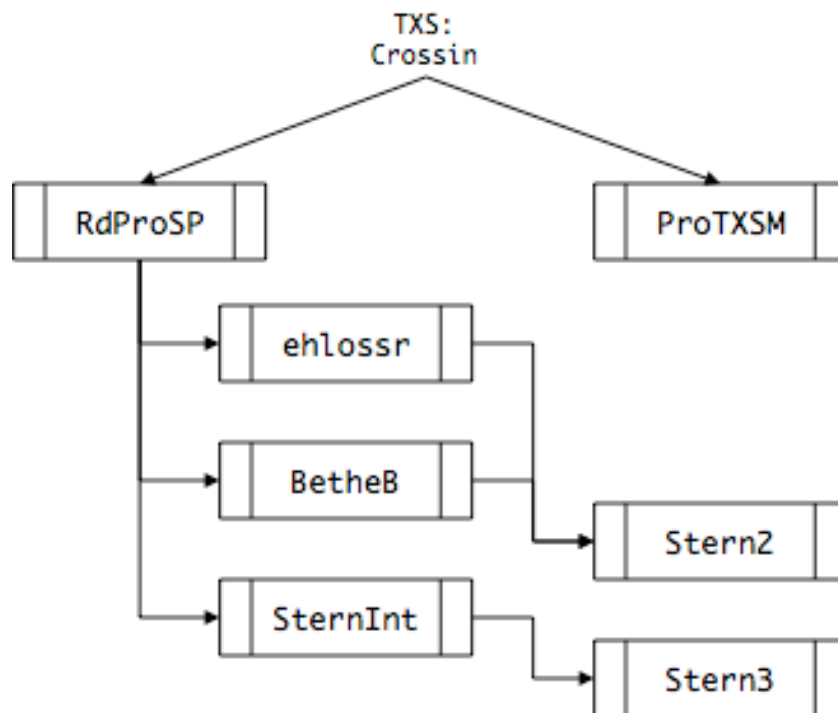 TXS:
Crossin
RdProSP
ProTXSM
ehlossr
BetheB
Stern2
SternInt
Stern3